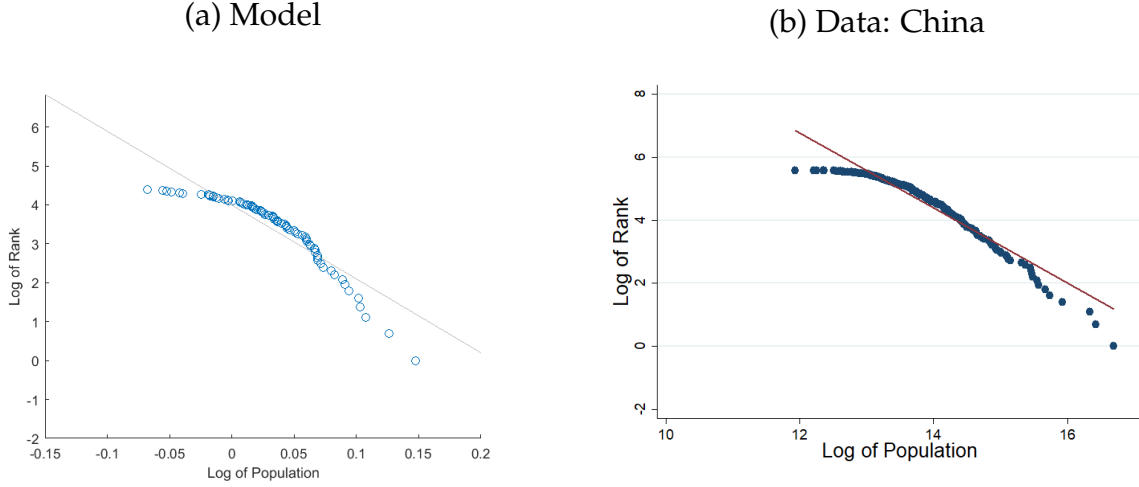 (a) Model
6
5
4
3
2
1
0
-1
-2
-0.15 -0.1 -0.05 0 0.05 0.1 0.15 0.2
Log of Rank
Log of Population
(b) Data: China
8
6
4
2
0
-2
10 12 14 16
Log of Rank
Log of Population